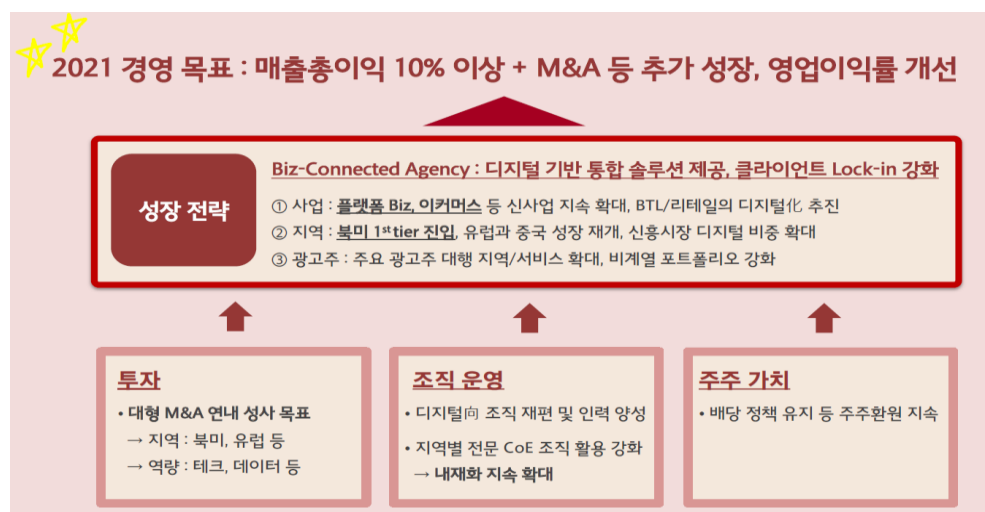 2021 경영 목표 : 매출총이익 10% 이상 + M&A 등 추가 성장, 영업이익률 개선
성장 전략
Biz-Connected Agency : 디지털 기반 통합 솔루션 제공, 클라이언트 Lock-in 강화
① 사업 : 플랫폼 Biz, 이커머스 등 신사업 지속 확대, BTL/리테일의 디지털化 추진
② 지역 : 북미 1st tier 진입, 유럽과 중국 성장 재개, 신흥시장 디지털 비중 확대
③ 광고주 : 주요 광고주 대행 지역/서비스 확대, 비계열 포트폴리오 강화
투자
• 대형 M&A 연내 성사 목표
→ 지역 : 북미, 유럽 등
→ 역량 : 테크, 데이터 등
조직 운영
• 디지털向 조직 재편 및 인력 양성
• 지역별 전문 CoE 조직 활용 강화
→ 내재화 지속 확대
주주 가치
• 배당 정책 유지 등 주주환원 지속